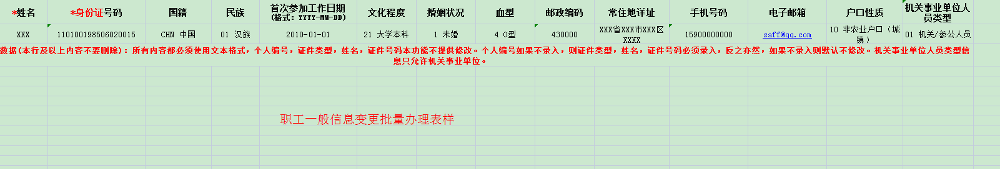 *姓名 *身份证号码 国籍 民族 首次参加工作日期 (格式: YYYY-MM-DD) 文化程度 婚姻状况 血型 邮政编码 常住地详址 手机号码 电子邮箱 户口性质 机关事业单位人员类型
XXX 110100198506020015 CHN 中国 01 汉族 2010-01-01 21 大学本科 1 未婚 4 O型 430000 XXX省XXX市XXX区XXXX 15900000000 saff@qq.com 10 非农业户口（城镇） 01 机关/参公人员
数据(本行及以上内容不要删除)：所有内容都必须使用文本格式，个人编号，证件类型，姓名，证件号码本功能不提供修改。个人编号如果不录入，则证件类型，姓名，证件号码必须录入，反之亦然，如果不录入则默认不修改。机关事业单位人员类型信
息只允许机关事业单位。
职工一般信息变更批量办理表样